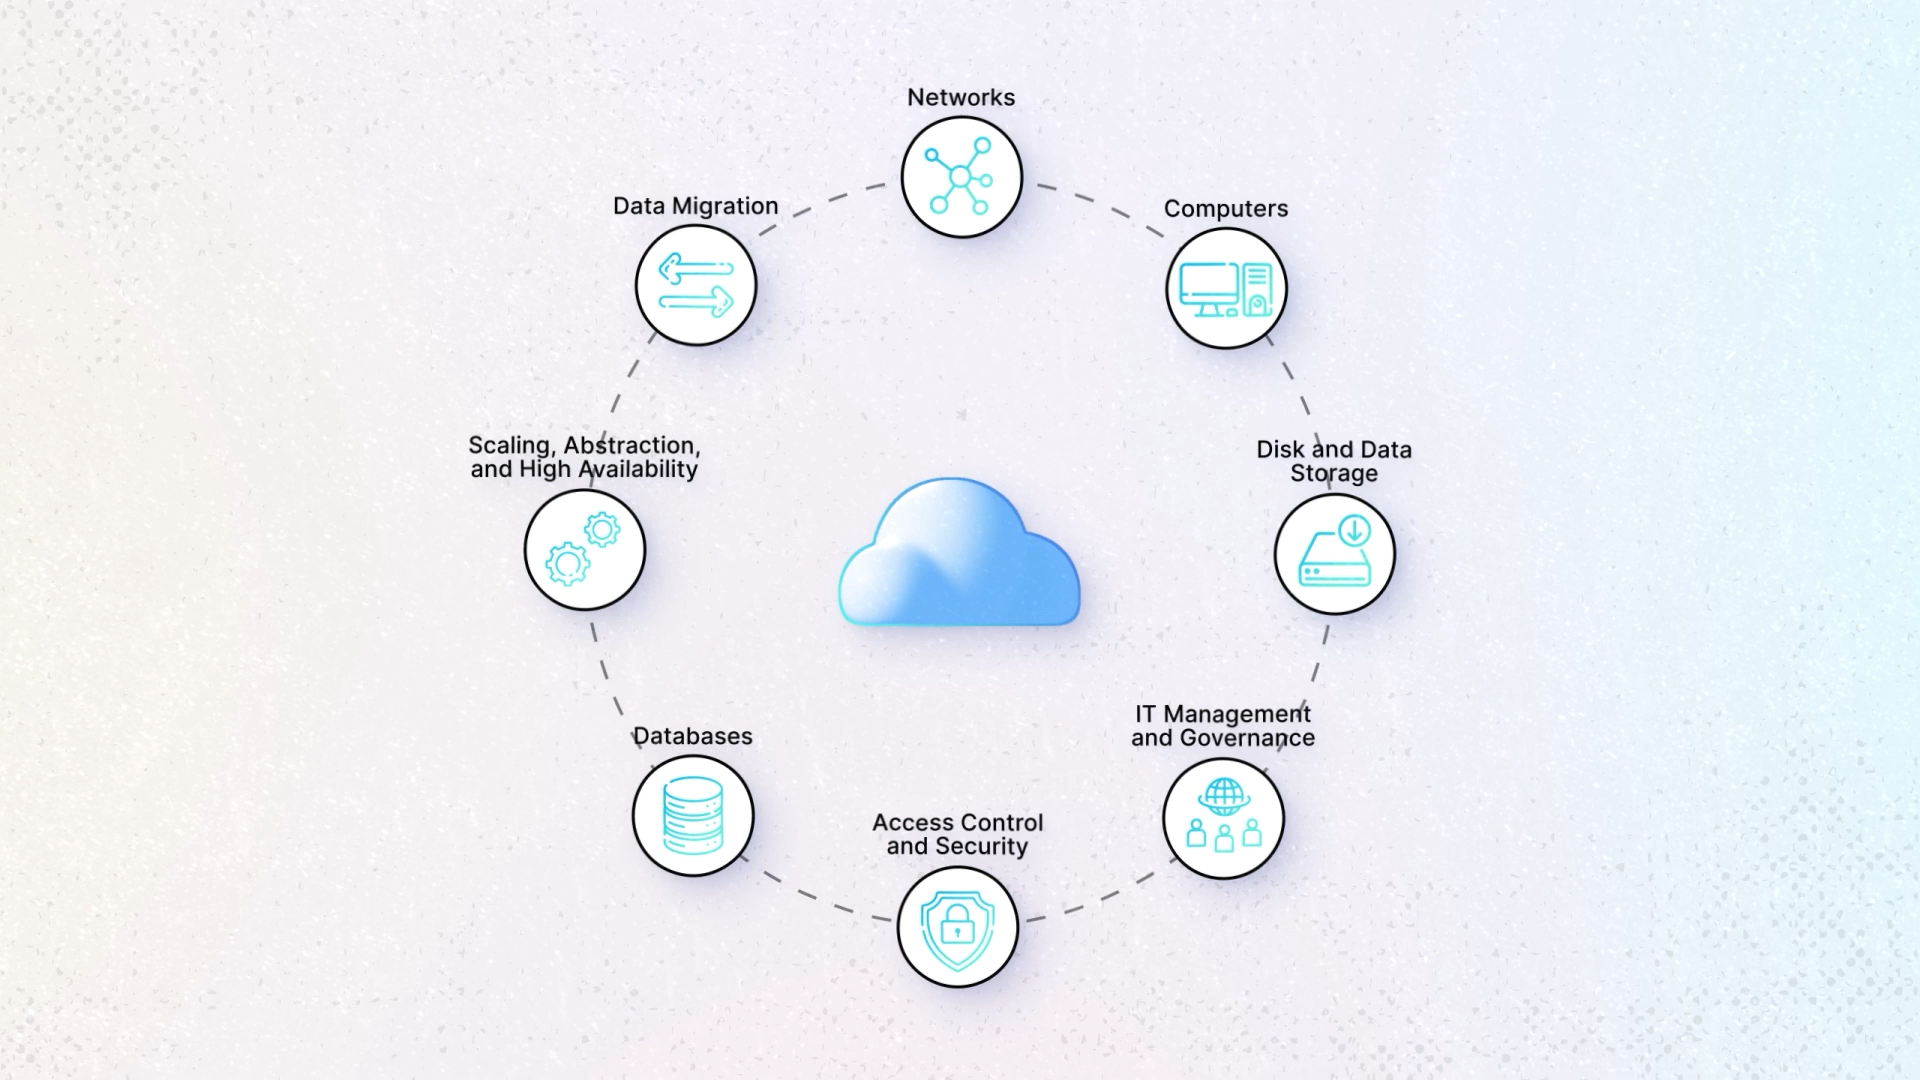 Networks
Data Migration
Computers
Scaling, Abstraction,
and High Availability
Disk and Data
Storage
IT Management
and Governance
Databases
Access Control
and Security